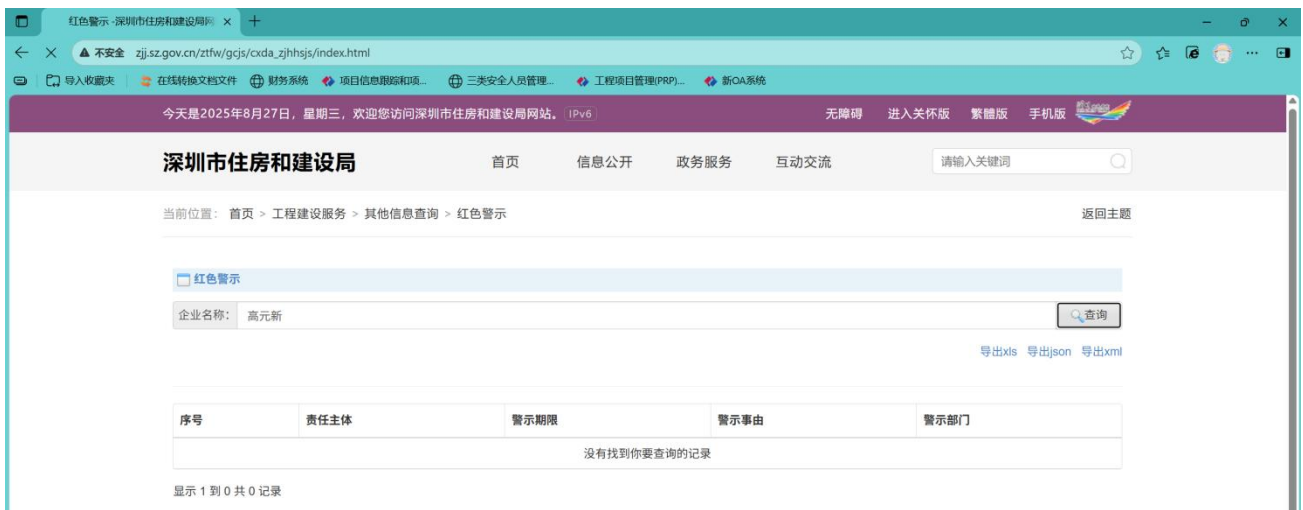 红色警示 -深圳市住房和建设局网
不安全 zjj.sz.gov.cn/ztfw/gcjs/cxda_zjhhsjs/index.html
导入收藏夹 在线转换文档文件 财务系统 项目信息跟踪和项... 三类安全人员管理... 工程项目管理(PRP)... 新OA系统
今天是2025年8月27日，星期三，欢迎您访问深圳市住房和建设局网站。 IPv6 无障碍 进入关怀版 繁體版 手机版
深圳市住房和建设局 首页 信息公开 政务服务 互动交流 请输入关键词
当前位置： 首页 > 工程建设服务 > 其他信息查询 > 红色警示 返回主题
红色警示
企业名称： 高元新 查询
导出xls 导出json 导出xml
序号 责任主体 警示期限 警示事由 警示部门
没有找到你要查询的记录
显示 1 到 0 共 0 记录